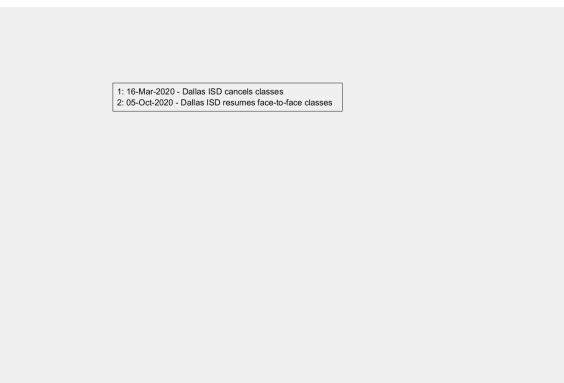 1: 16-Mar-2020 - Dallas ISD cancels classes
2: 05-Oct-2020 - Dallas ISD resumes face-to-face classes